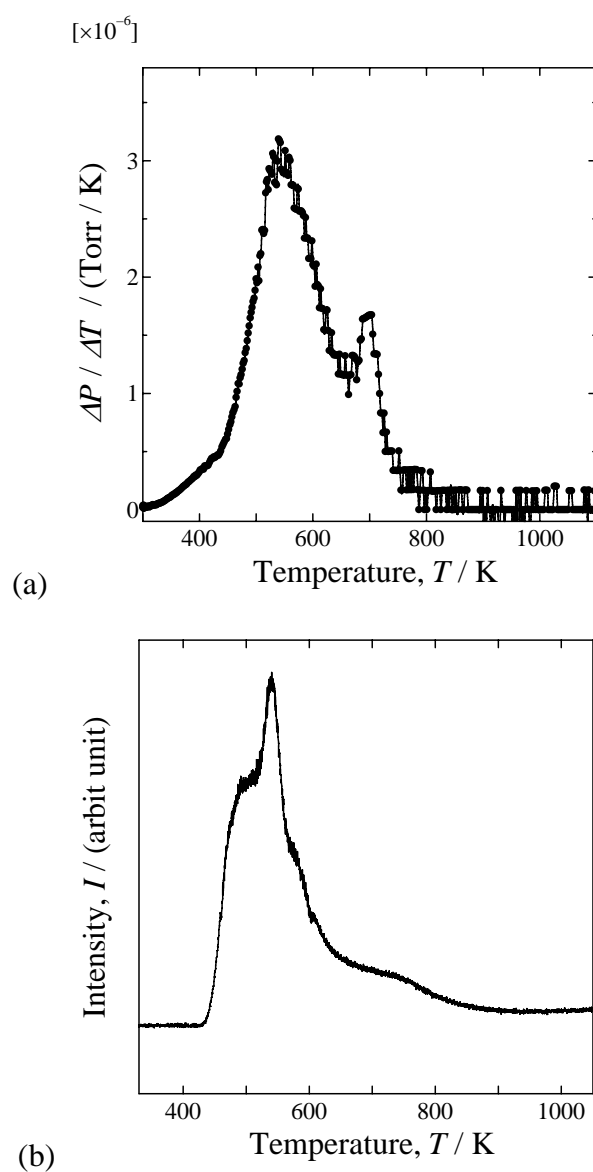 [×10⁻⁶]
3
2
1
0
ΔP / ΔT / (Torr / K)
400 600 800 1000
Temperature, T / K
(a)
Intensity, I / (arbit unit)
400 600 800 1000
Temperature, T / K
(b)